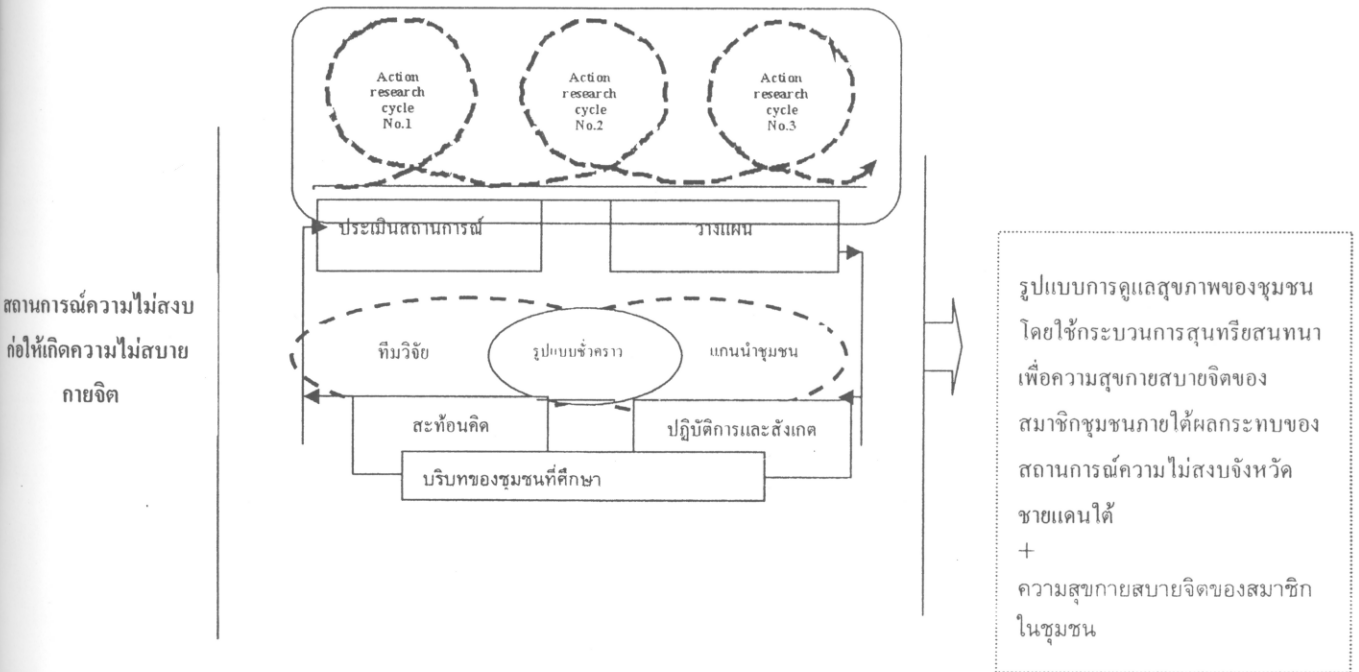 Action
research
cycle
No.1
Action
research
cycle
No.2
Action
research
cycle
No.3
ประเมินสถานการณ์
วางแผน
สถานการณ์ความไม่สงบ
ก่อให้เกิดความไม่สบาย
กายจิต
ทีมวิจัย
รูปแบบชั่วคราว
แกนนำชุมชน
สะท้อนคิด
ปฏิบัติการและสังเกต
บริบทของชุมชนที่ศึกษา
รูปแบบการดูแลสุขภาพของชุมชน
โดยใช้กระบวนการสุนทรียสนทนา
เพื่อความสุขกายสบายจิตของ
สมาชิกชุมชนภายใต้ผลกระทบของ
สถานการณ์ความไม่สงบจังหวัด
ชายแดนใต้
+
ความสุขกายสบายจิตของสมาชิก
ในชุมชน